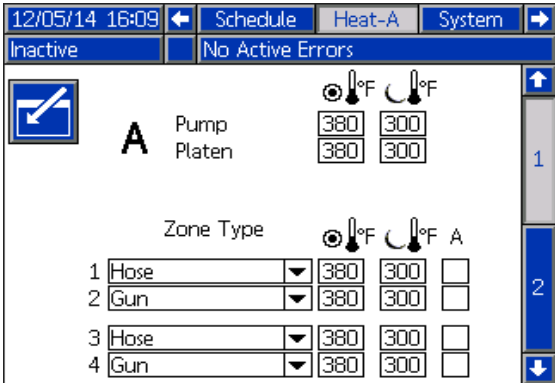 12/05/14 16:09 Schedule Heat-A System
Inactive No Active Errors
°F °F
A Pump 380 300
Platen 380 300
1
Zone Type °F °F A
1 Hose 380 300
2 Gun 380 300
2
3 Hose 380 300
4 Gun 380 300